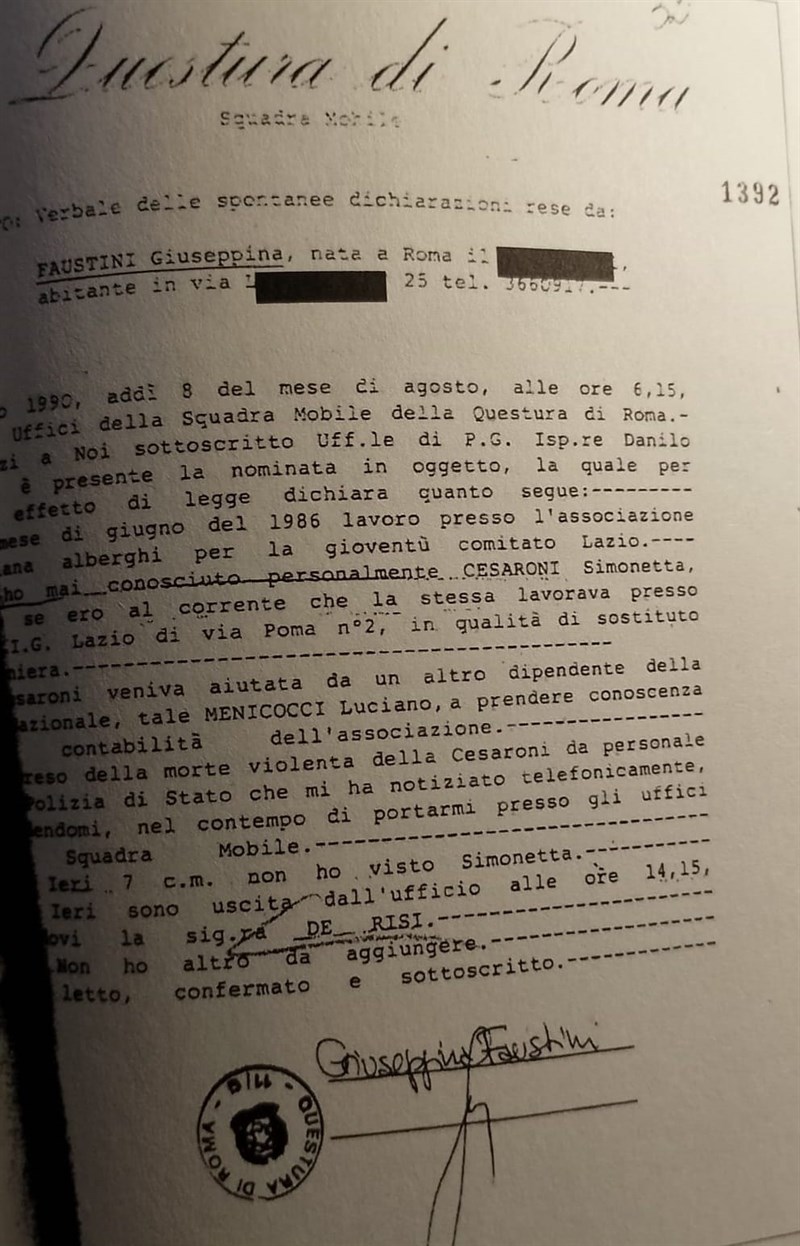 Questura di Roma
Squadra Mobile
1392
O: Verbale delle spontanee dichiarazioni rese da:
FAUSTINI Giuseppina, nata a Roma il
abitante in via 25 tel. 3660917.---
1990, addì 8 del mese di agosto, alle ore 6,15,
Uffici della Squadra Mobile della Questura di Roma.-
zi a Noi sottoscritto Uff.le di P.G. Isp.re Danilo
è presente la nominata in oggetto, la quale per
effetto di legge dichiara quanto segue:---------
mese di giugno del 1986 lavoro presso l'associazione
ana alberghi per la gioventù comitato Lazio.----
ho mai conosciuto personalmente CESARONI Simonetta,
se ero al corrente che la stessa lavorava presso
I.G. Lazio di via Poma n°2, in qualità di sostituto
niera.---------------------------------------------
saroni veniva aiutata da un altro dipendente della
azionale, tale MENICOCCI Luciano, a prendere conoscenza
contabilità dell'associazione.----------------
reso della morte violenta della Cesaroni da personale
Polizia di Stato che mi ha notiziato telefonicamente,
endomi, nel contempo di portarmi presso gli uffici
Squadra Mobile.--------------------------------
Ieri 7 c.m. non ho visto Simonetta.----------
Ieri sono uscita dall'ufficio alle ore 14,15,
ovi la sig.ra DE RISI.----------------------
Non ho altro da aggiungere.------------------
letto, confermato e sottoscritto.------------
Giuseppina Faustini
QUESTURA DI ROMA